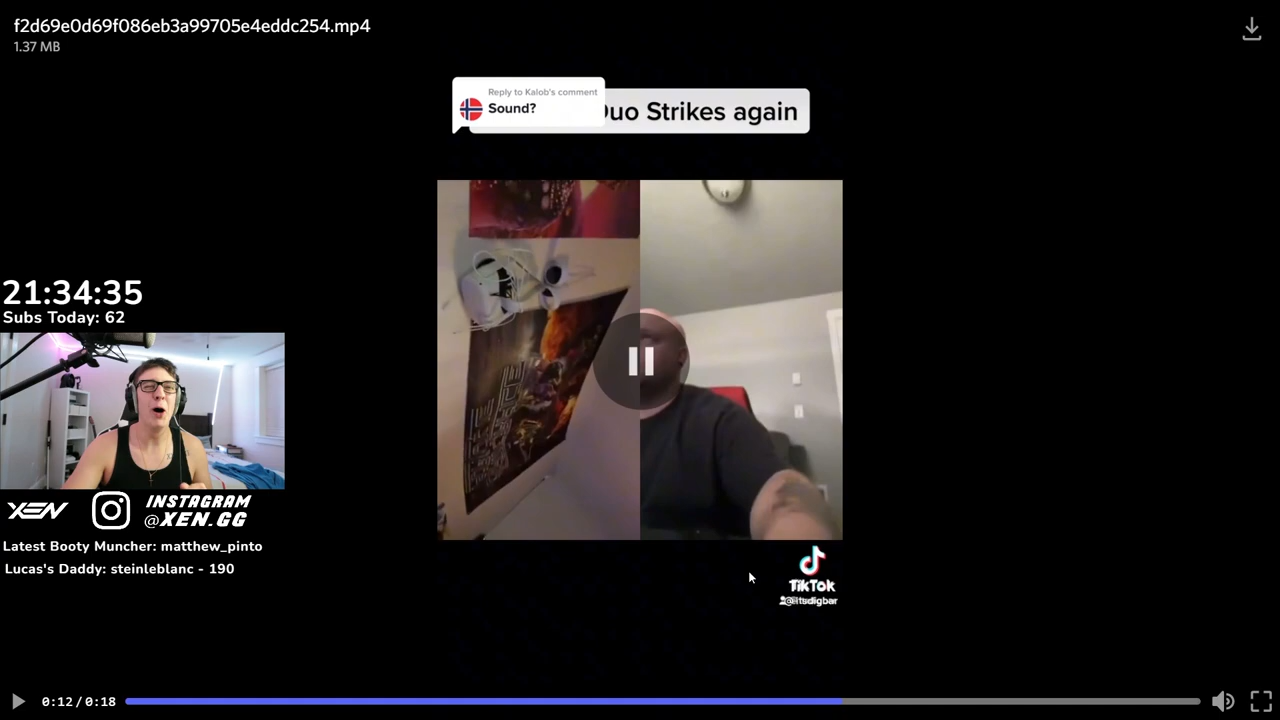 f2d69e0d69f086eb3a99705e4eddc254.mp4
1.37 MB
Reply to Kalob's comment
Sound?
Duo Strikes again
21:34:35
Subs Today: 62
XEN
INSTAGRAM
@XEN.GG
Latest Booty Muncher: matthew_pinto
Lucas's Daddy: steinleblanc - 190
TikTok
0:12/0:18